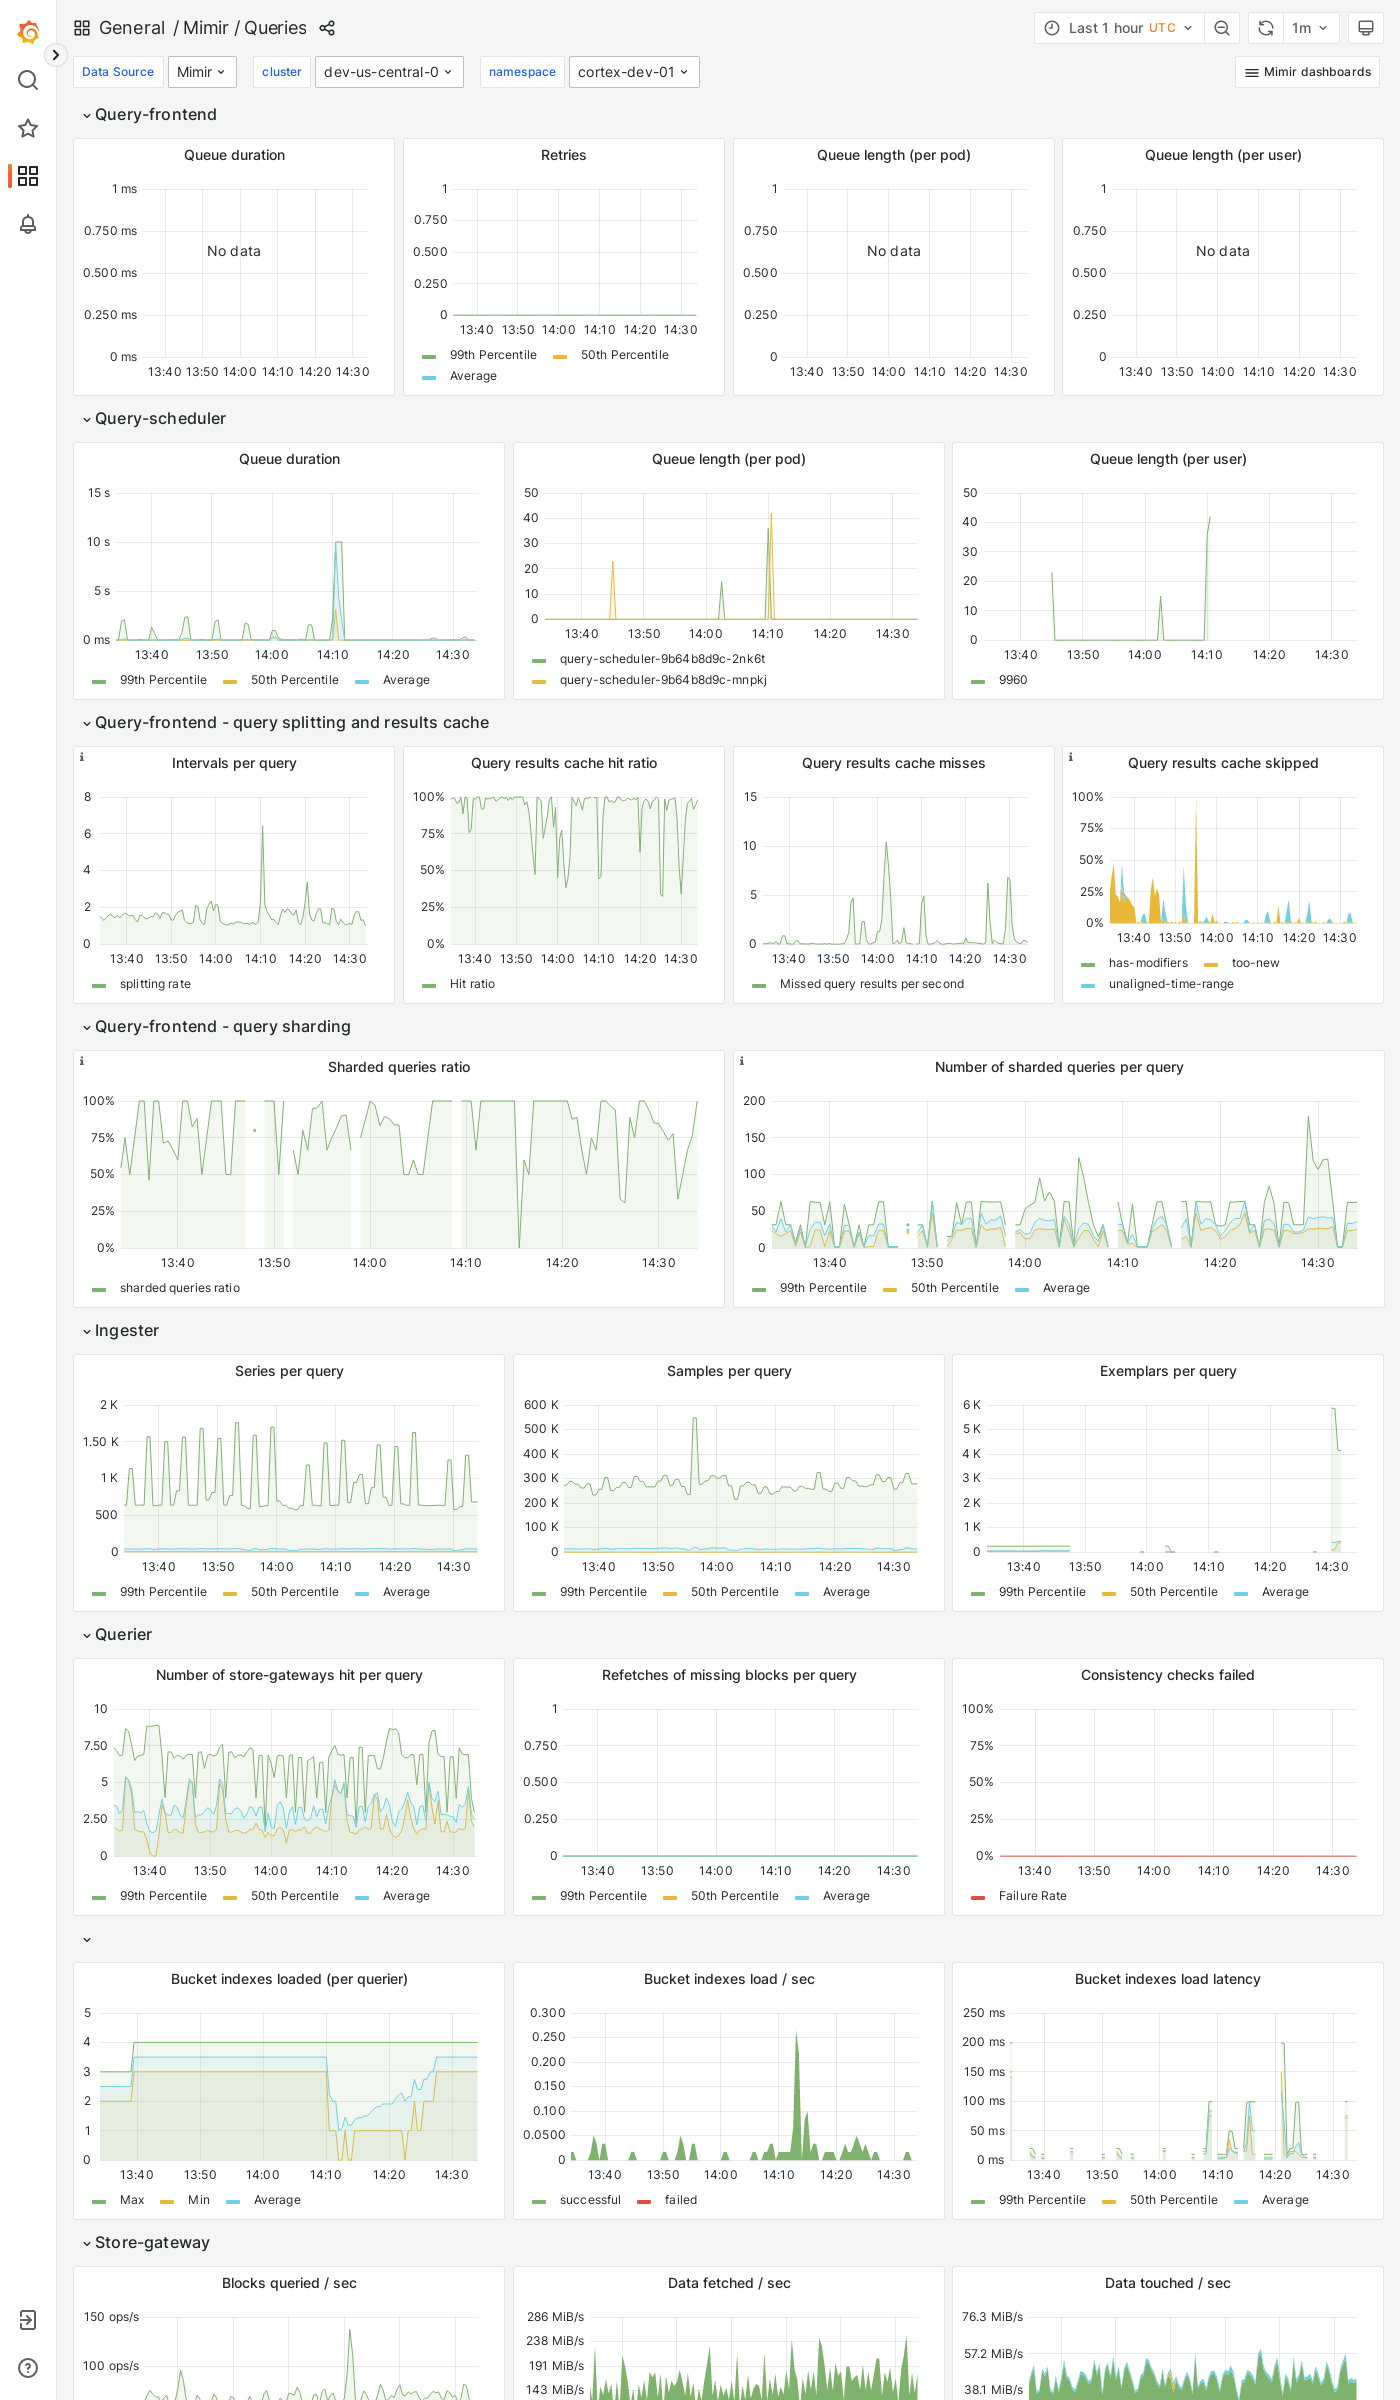 General / Mimir / Queries
Last 1 hour UTC
1m
Data Source Mimir cluster dev-us-central-0 namespace cortex-dev-01 Mimir dashboards
Query-frontend
Queue duration
1 ms
0.750 ms
0.500 ms
0.250 ms
0 ms
13:40 13:50 14:00 14:10 14:20 14:30
No data
Retries
1
0.750
0.500
0.250
0
13:40 13:50 14:00 14:10 14:20 14:30
99th Percentile 50th Percentile
Average
Queue length (per pod)
1
0.750
0.500
0.250
0
13:40 13:50 14:00 14:10 14:20 14:30
No data
Queue length (per user)
1
0.750
0.500
0.250
0
13:40 13:50 14:00 14:10 14:20 14:30
No data
Query-scheduler
Queue duration
15 s
10 s
5 s
0 ms
13:40 13:50 14:00 14:10 14:20 14:30
99th Percentile 50th Percentile Average
Queue length (per pod)
50
40
30
20
10
0
13:40 13:50 14:00 14:10 14:20 14:30
query-scheduler-9b64b8d9c-2nk6t
query-scheduler-9b64b8d9c-mnpkj
Queue length (per user)
50
40
30
20
10
0
13:40 13:50 14:00 14:10 14:20 14:30
9960
Query-frontend - query splitting and results cache
Intervals per query
8
6
4
2
0
13:40 13:50 14:00 14:10 14:20 14:30
splitting rate
Query results cache hit ratio
100%
75%
50%
25%
0%
13:40 13:50 14:00 14:10 14:20 14:30
Hit ratio
Query results cache misses
15
10
5
0
13:40 13:50 14:00 14:10 14:20 14:30
Missed query results per second
Query results cache skipped
100%
75%
50%
25%
0%
13:40 13:50 14:00 14:10 14:20 14:30
has-modifiers too-new
unaligned-time-range
Query-frontend - query sharding
Sharded queries ratio
100%
75%
50%
25%
0%
13:40 13:50 14:00 14:10 14:20 14:30
sharded queries ratio
Number of sharded queries per query
200
150
100
50
0
13:40 13:50 14:00 14:10 14:20 14:30
99th Percentile 50th Percentile Average
Ingester
Series per query
2 K
1.50 K
1 K
500
0
13:40 13:50 14:00 14:10 14:20 14:30
99th Percentile 50th Percentile Average
Samples per query
600 K
500 K
400 K
300 K
200 K
100 K
0
13:40 13:50 14:00 14:10 14:20 14:30
99th Percentile 50th Percentile Average
Exemplars per query
6 K
5 K
4 K
3 K
2 K
1 K
0
13:40 13:50 14:00 14:10 14:20 14:30
99th Percentile 50th Percentile Average
Querier
Number of store-gateways hit per query
10
7.50
5
2.50
0
13:40 13:50 14:00 14:10 14:20 14:30
99th Percentile 50th Percentile Average
Refetches of missing blocks per query
1
0.750
0.500
0.250
0
13:40 13:50 14:00 14:10 14:20 14:30
99th Percentile 50th Percentile Average
Consistency checks failed
100%
75%
50%
25%
0%
13:40 13:50 14:00 14:10 14:20 14:30
Failure Rate
Bucket indexes loaded (per querier)
5
4
3
2
1
0
13:40 13:50 14:00 14:10 14:20 14:30
Max Min Average
Bucket indexes load / sec
0.300
0.250
0.200
0.150
0.100
0.0500
0
13:40 13:50 14:00 14:10 14:20 14:30
successful failed
Bucket indexes load latency
250 ms
200 ms
150 ms
100 ms
50 ms
0 ms
13:40 13:50 14:00 14:10 14:20 14:30
99th Percentile 50th Percentile Average
Store-gateway
Blocks queried / sec
150 ops/s
100 ops/s
Data fetched / sec
286 MiB/s
238 MiB/s
191 MiB/s
143 MiB/s
Data touched / sec
76.3 MiB/s
57.2 MiB/s
38.1 MiB/s